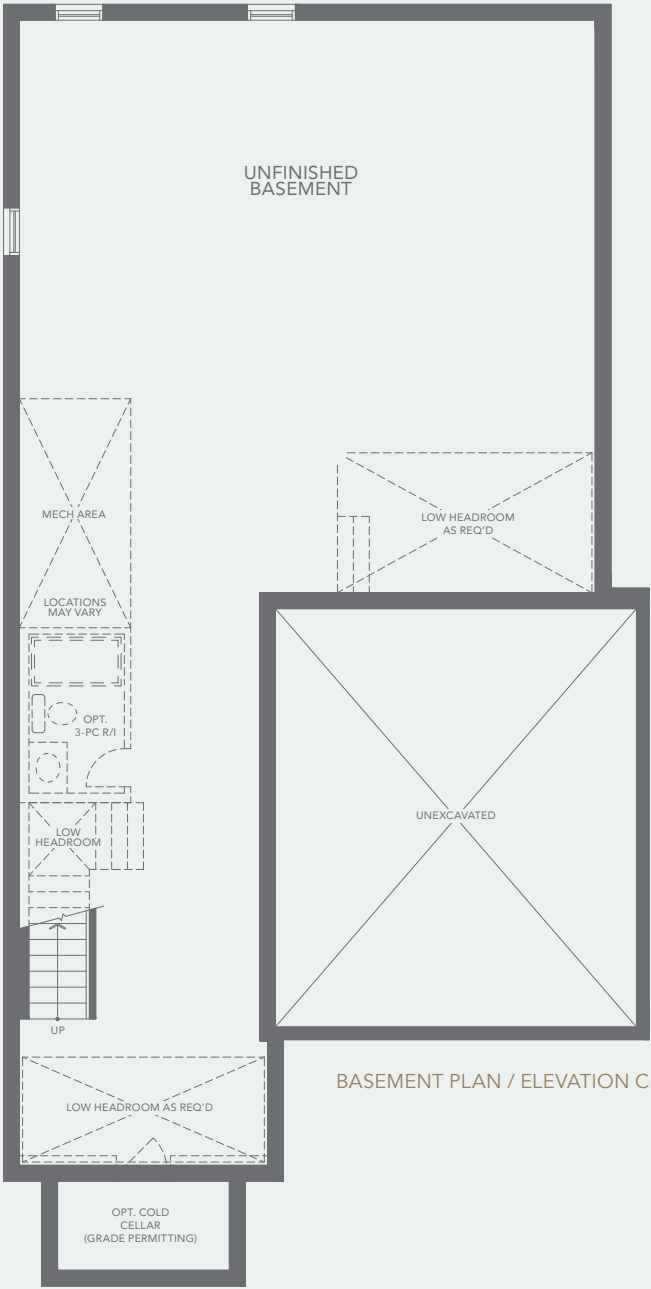 UNFINISHED
BASEMENT
MECH AREA
LOW HEADROOM
AS REQ'D
LOCATIONS
MAY VARY
OPT.
3-PC R/I
UNEXCAVATED
LOW
HEADROOM
UP
BASEMENT PLAN / ELEVATION C
LOW HEADROOM AS REQ'D
OPT. COLD
CELLAR
(GRADE PERMITTING)